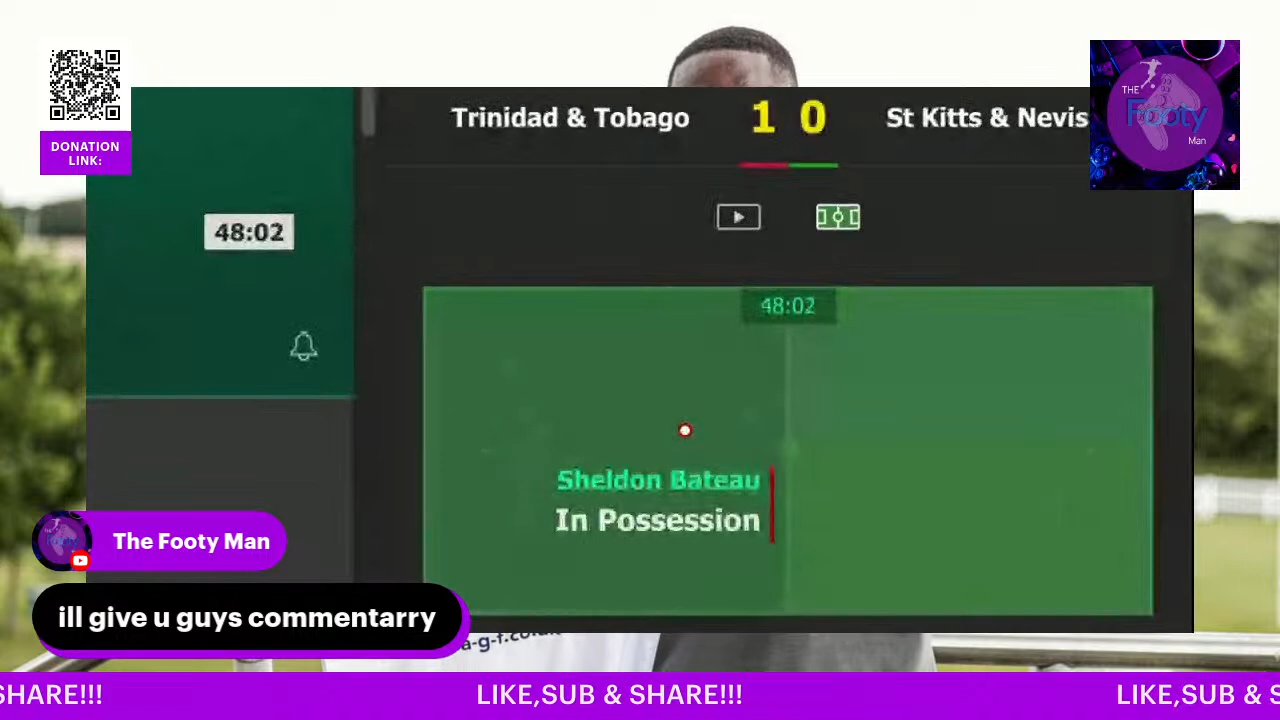 DONATION
LINK:
Trinidad & Tobago
1 0
St Kitts & Nevis
THE
Footy
Man
48:02
48:02
Sheldon Bateau
In Possession
The Footy Man
ill give u guys commentarry
SHARE!!!
LIKE,SUB & SHARE!!!
LIKE,SUB & S